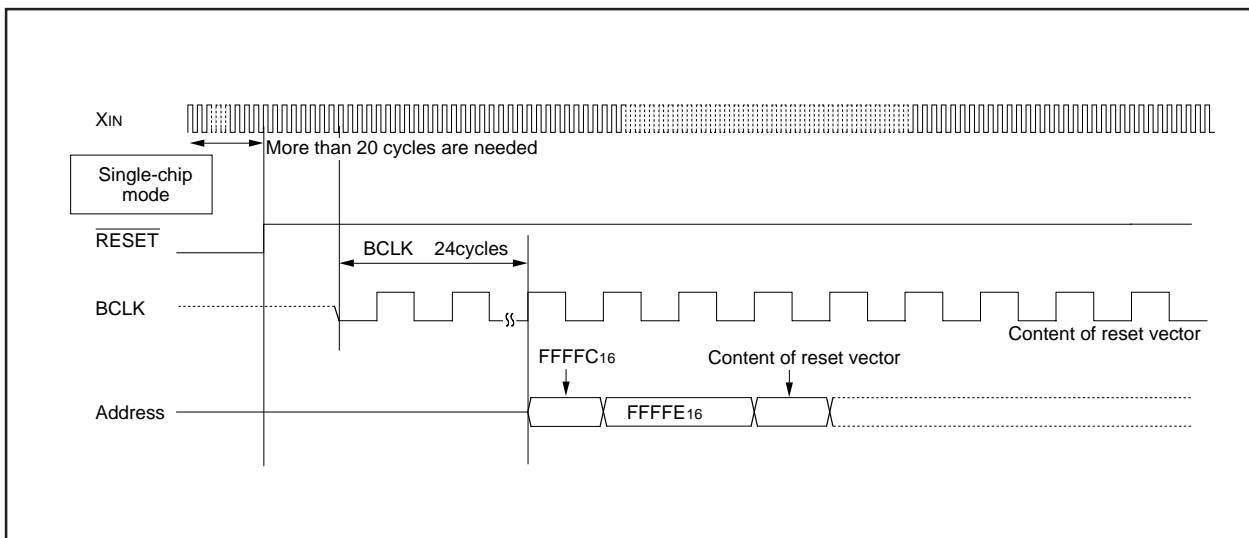 XIN
More than 20 cycles are needed
Single-chip
mode
RESET
BCLK 24cycles
BCLK
Content of reset vector
FFFFC16
Content of reset vector
Address
FFFFE16